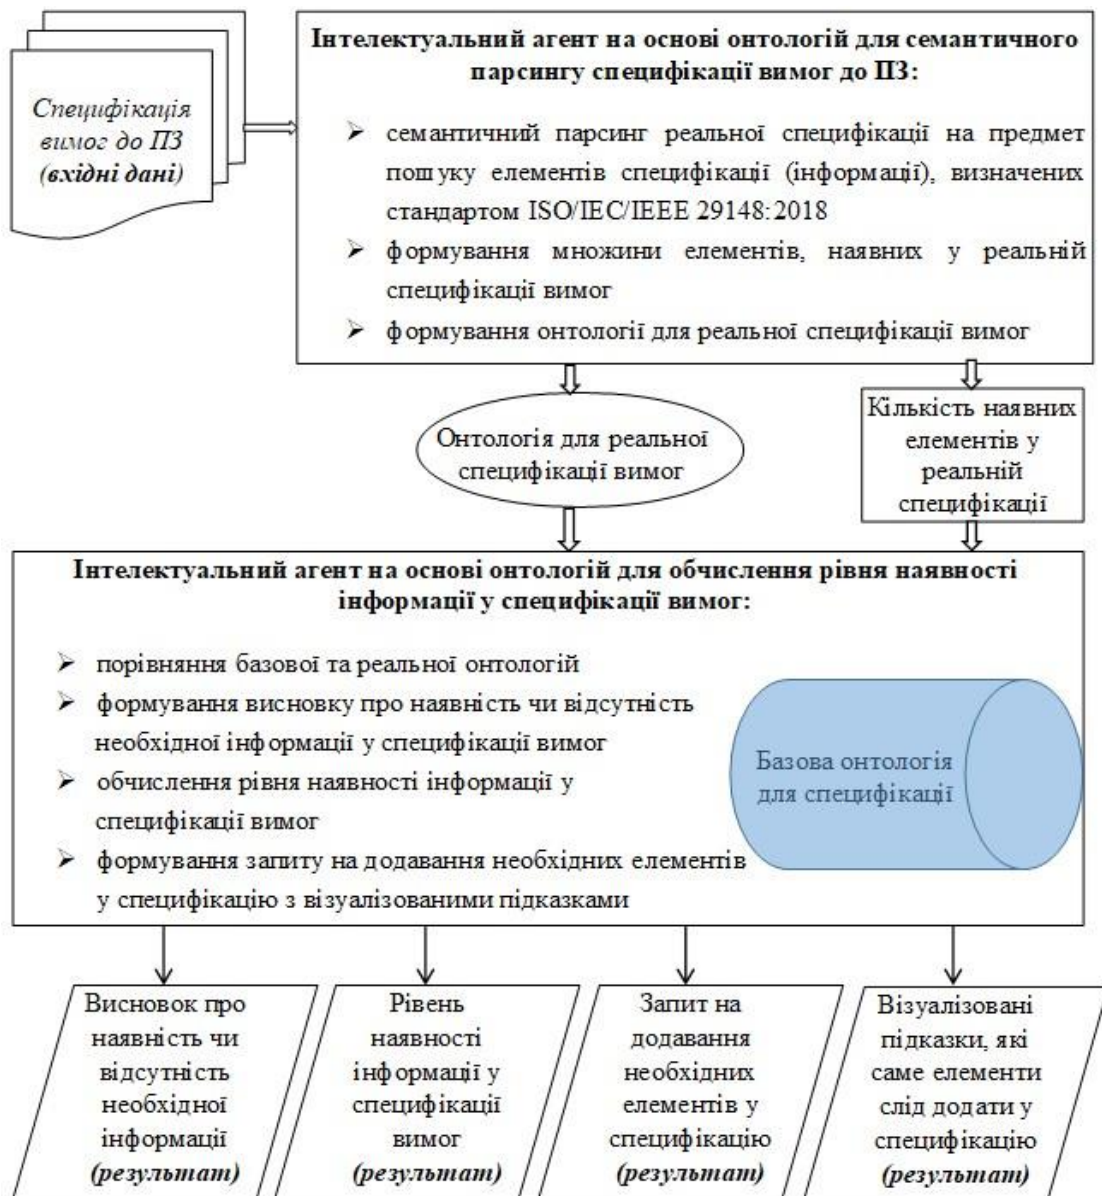 Специфікація
вимог до ПЗ
(вхідні дані)
Інтелектуальний агент на основі онтологій для семантичного
парсингу специфікації вимог до ПЗ:
➢ семантичний парсинг реальної специфікації на предмет
пошуку елементів специфікації (інформації), визначених
стандартом ISO/IEC/IEEE 29148:2018
➢ формування множини елементів, наявних у реальній
специфікації вимог
➢ формування онтології для реальної специфікації вимог
Онтологія для реальної
специфікації вимог
Кількість наявних
елементів у
реальній
специфікації
Інтелектуальний агент на основі онтологій для обчислення рівня наявності
інформації у специфікації вимог:
➢ порівняння базової та реальної онтологій
➢ формування висновку про наявність чи відсутність
необхідної інформації у специфікації вимог
➢ обчислення рівня наявності інформації у
специфікації вимог
➢ формування запиту на додавання необхідних елементів
у специфікацію з візуалізованими підказками
Базова онтологія
для специфікації
Висновок про
наявність чи
відсутність
необхідної
інформації
(результат)
Рівень
наявності
інформації у
специфікації
вимог
(результат)
Запит на
додавання
необхідних
елементів у
специфікацію
(результат)
Візуалізовані
підказки, які
саме елементи
слід додати у
специфікацію
(результат)